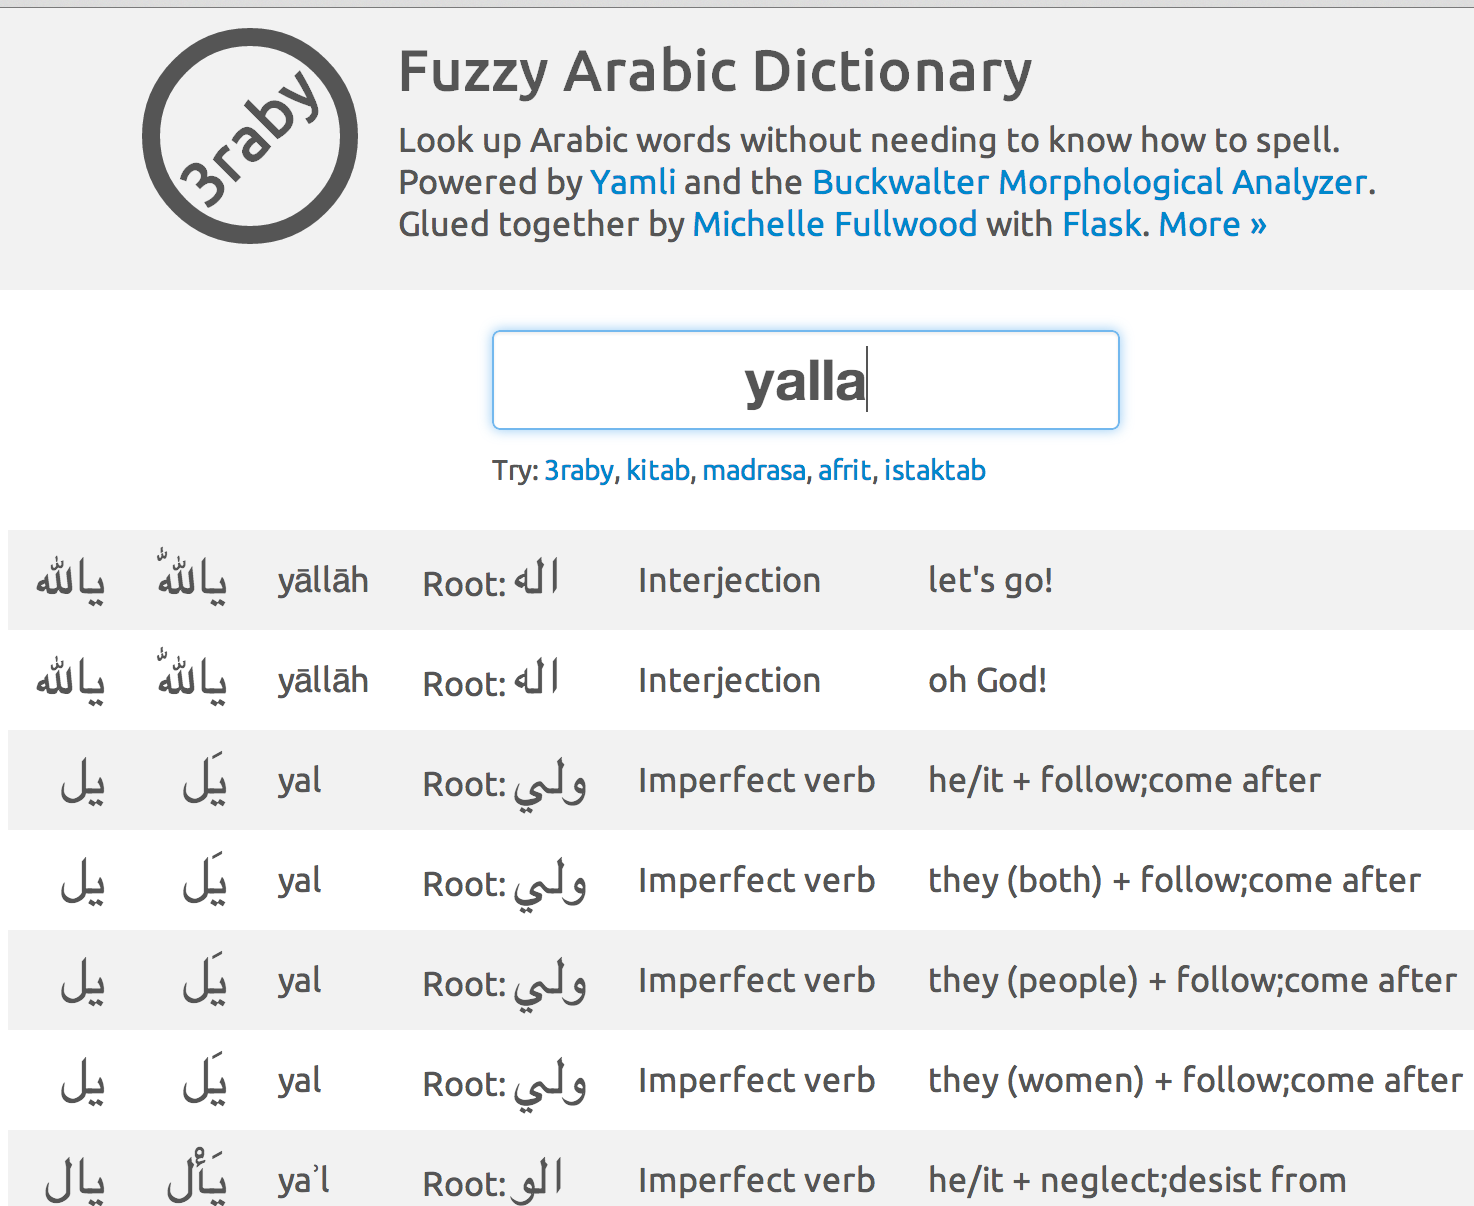 3raby
Fuzzy Arabic Dictionary
Look up Arabic words without needing to know how to spell.
Powered by Yamli and the Buckwalter Morphological Analyzer.
Glued together by Michelle Fullwood with Flask. More »
yalla
Try: 3raby, kitab, madrasa, afrit, istaktab
يالله ياللهّ yāllāh Root: اله Interjection let's go!
يالله ياللهّ yāllāh Root: اله Interjection oh God!
يل يَل yal Root: ولي Imperfect verb he/it + follow;come after
يل يَل yal Root: ولي Imperfect verb they (both) + follow;come after
يل يَل yal Root: ولي Imperfect verb they (people) + follow;come after
يل يَل yal Root: ولي Imperfect verb they (women) + follow;come after
يال يَأْل yaʾl Root: الو Imperfect verb he/it + neglect;desist from